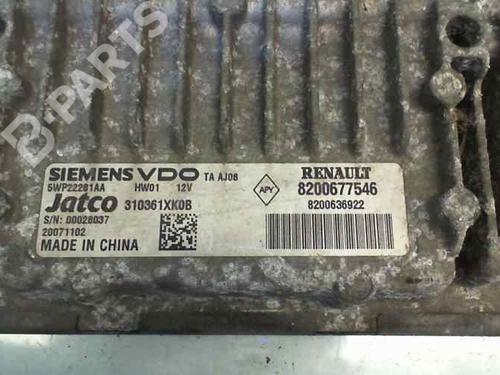 B-PARTS
SIEMENS VDO TA AJ08
5WP22281AA HW01 12V
Jatco 310361XK0B
S/N: 00028037
20071102
MADE IN CHINA
APV
RENAULT
8200677546
8200636922